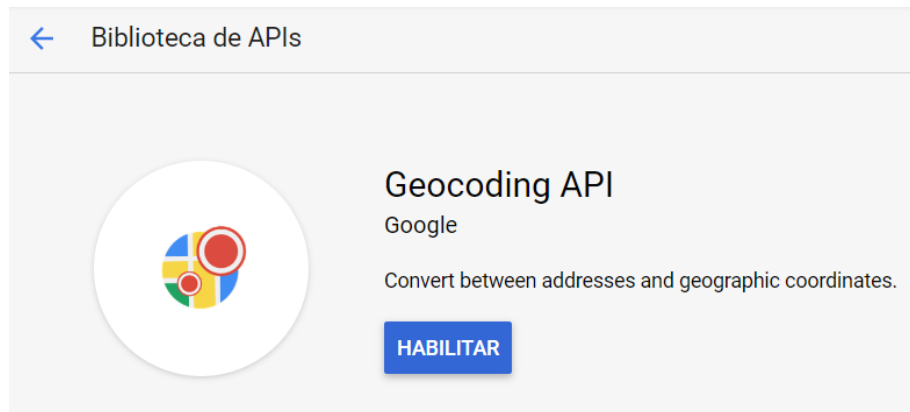 Biblioteca de APIs
Geocoding API
Google
Convert between addresses and geographic coordinates.
HABILITAR